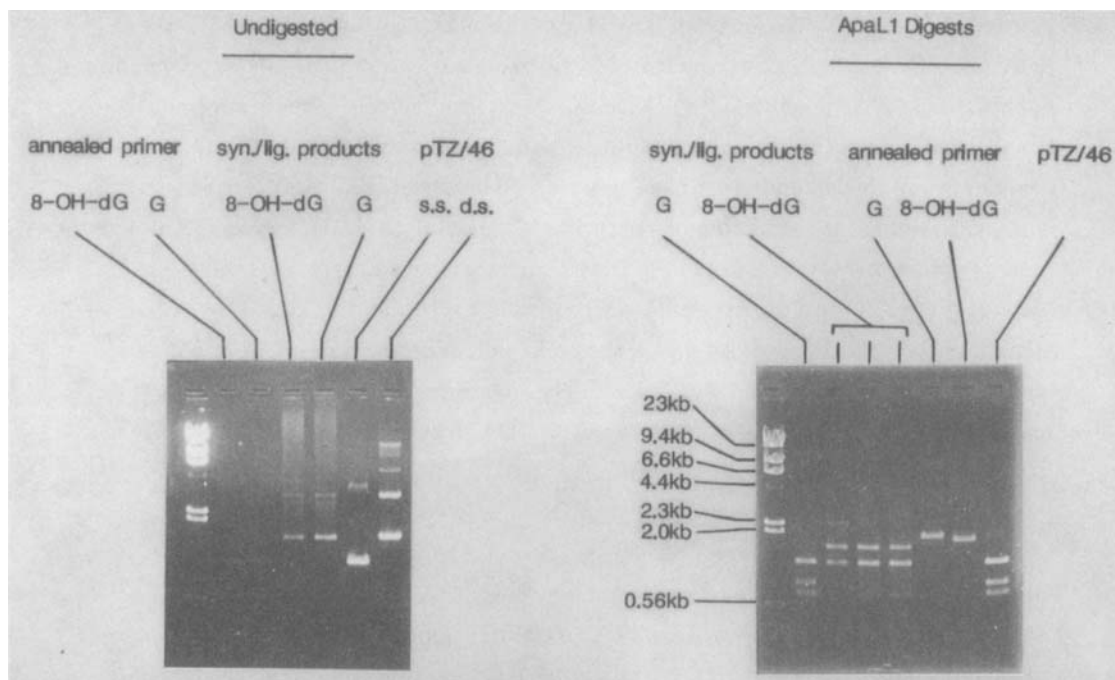 Undigested
annealed primer syn./lig. products pTZ/46
8-OH-dG G 8-OH-dG G s.s. d.s.
ApaL1 Digests
syn./lig. products annealed primer pTZ/46
G 8-OH-dG G 8-OH-dG
23kb
9.4kb
6.6kb
4.4kb
2.3kb
2.0kb
0.56kb